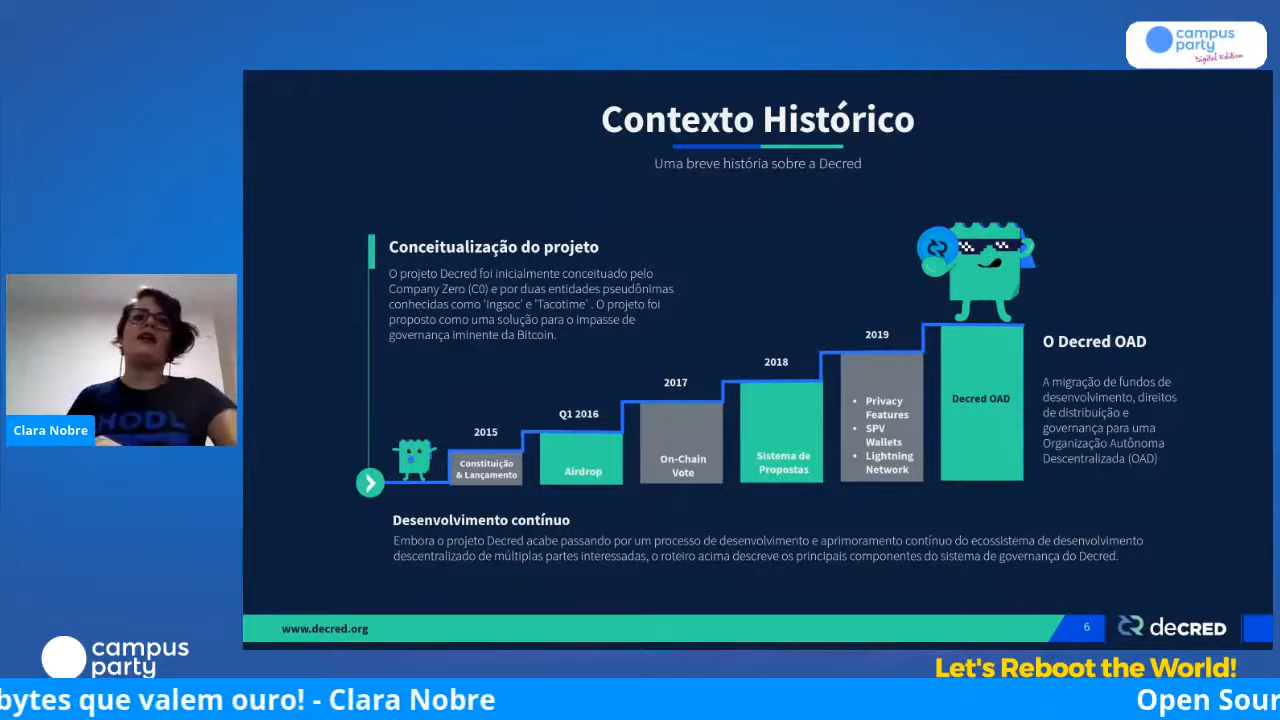 campus
party
Digital Edition
Contexto Histórico
Uma breve história sobre a Decred
Conceitualização do projeto
O projeto Decred foi inicialmente conceituado pelo
Company Zero (C0) e por duas entidades pseudônimas
conhecidas como 'Ingsoc' e 'Tacotime' . O projeto foi
proposto como uma solução para o impasse de
governança iminente da Bitcoin.
2015
Constituição
& Lançamento
Q1 2016
Airdrop
2017
On-Chain
Vote
2018
Sistema de
Propostas
2019
• Privacy
Features
• SPV
Wallets
• Lightning
Network
Decred OAD
O Decred OAD
A migração de fundos de
desenvolvimento, direitos
de distribuição e
governança para uma
Organização Autônoma
Descentralizada (OAD)
HODL
Clara Nobre
Desenvolvimento contínuo
Embora o projeto Decred acabe passando por um processo de desenvolvimento e aprimoramento contínuo do ecossistema de desenvolvimento
descentralizado de múltiplas partes interessadas, o roteiro acima descreve os principais componentes do sistema de governança do Decred.
www.decred.org
6
decRED
campus
party
Let's Reboot the World!
bytes que valem ouro! - Clara Nobre
Open Sour